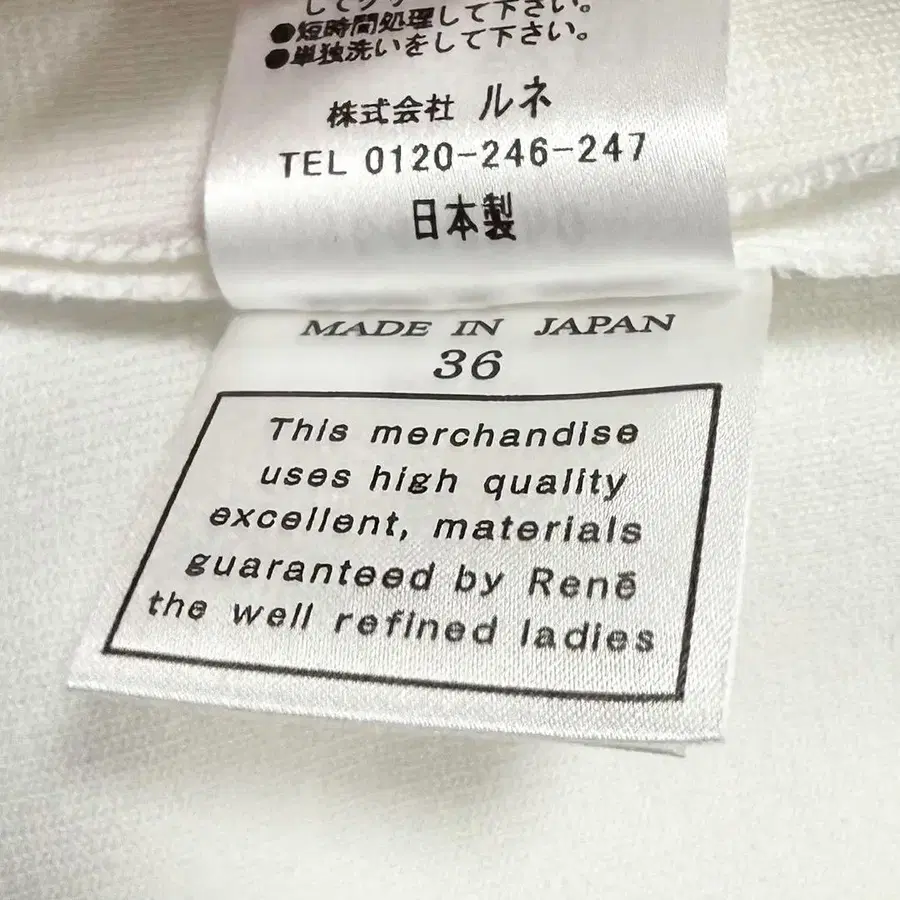 ●短時間処理して下さい。
●単独洗いをして下さい。
株式会社 ルネ
TEL 0120-246-247
日本製
MADE IN JAPAN
36
This merchandise
uses high quality
excellent, materials
guaranteed by René
the well refined ladies